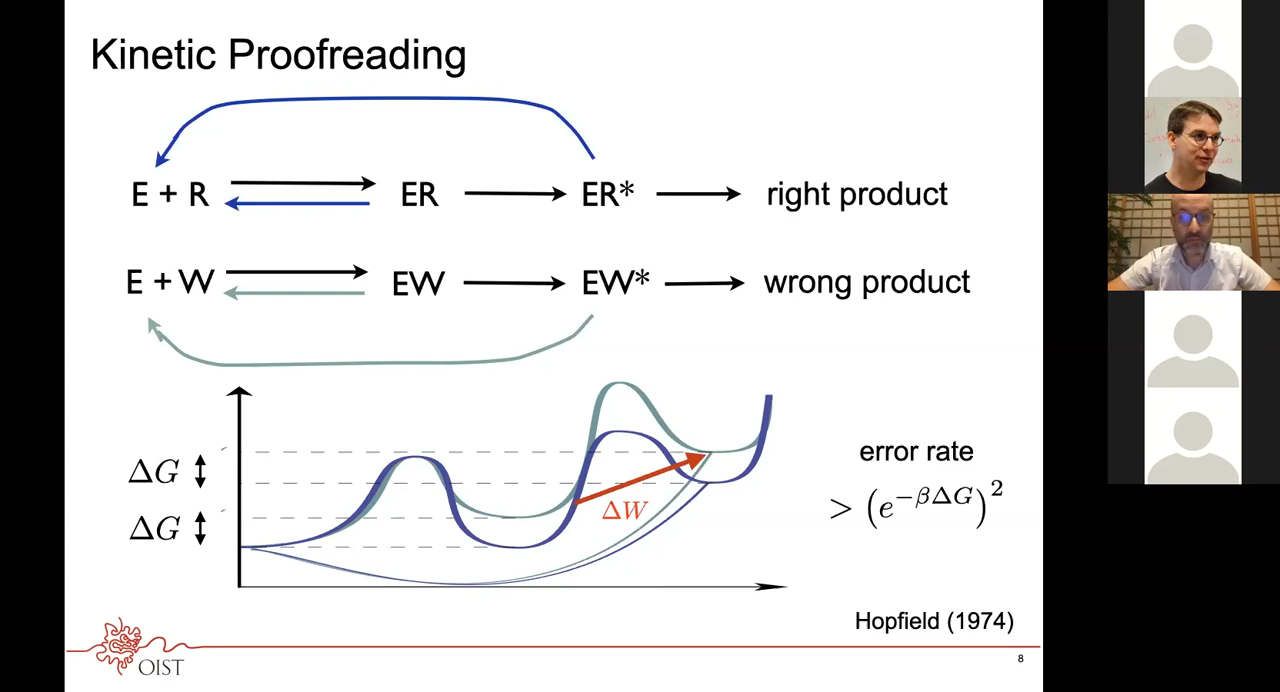 Kinetic Proofreading
E + R ER ER* right product
E + W EW EW* wrong product
ΔG
ΔG
ΔW
error rate
> (e^{-βΔG})^2
Hopfield (1974)
OIST
8